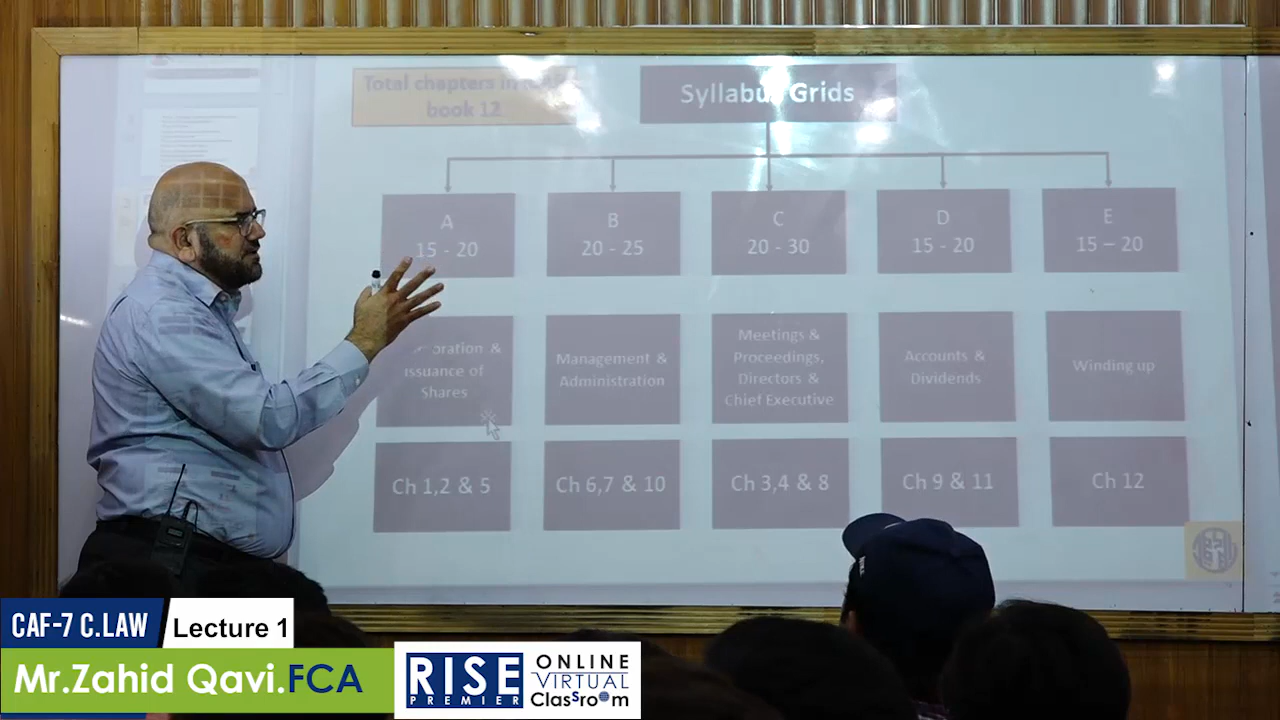 Total chapters in
book 12
Syllabus Grids
A
15 - 20
B
20 - 25
C
20 - 30
D
15 - 20
E
15 – 20
&
Issuance of
Shares
Management &
Administration
Meetings &
Proceedings,
Directors &
Chief Executive
Accounts &
Dividends
Winding up
Ch 1,2 & 5
Ch 6,7 & 10
Ch 3,4 & 8
Ch 9 & 11
Ch 12
CAF-7 C.LAW
Lecture 1
Mr.Zahid Qavi.FCA
RISE
PREMIER
ONLINE
VIRTUAL
Classroom